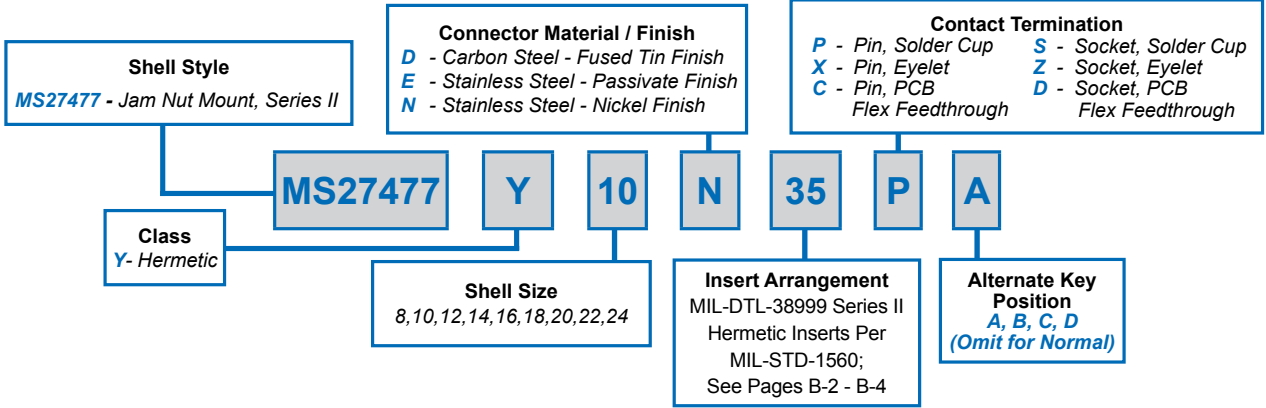 Connector Material / Finish
D - Carbon Steel - Fused Tin Finish
E - Stainless Steel - Passivate Finish
N - Stainless Steel - Nickel Finish
Contact Termination
P - Pin, Solder Cup
X - Pin, Eyelet
C - Pin, PCB
Flex Feedthrough
S - Socket, Solder Cup
Z - Socket, Eyelet
D - Socket, PCB
Flex Feedthrough
Shell Style
MS27477 - Jam Nut Mount, Series II
MS27477 Y 10 N 35 P A
Class
Y- Hermetic
Shell Size
8,10,12,14,16,18,20,22,24
Insert Arrangement
MIL-DTL-38999 Series II
Hermetic Inserts Per
MIL-STD-1560;
See Pages B-2 - B-4
Alternate Key
Position
A, B, C, D
(Omit for Normal)